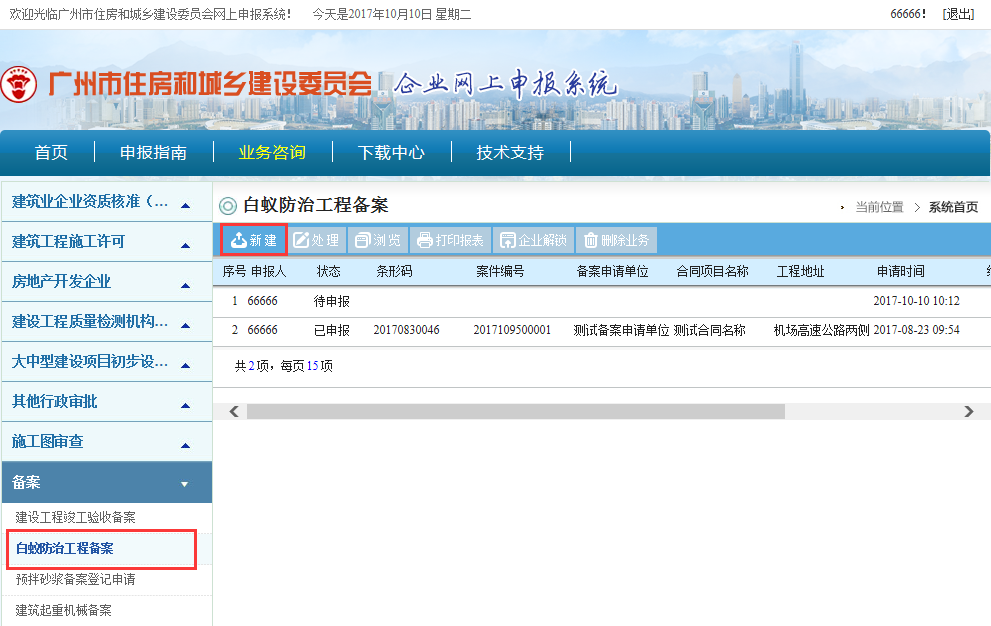 欢迎光临广州市住房和城乡建设委员会网上申报系统！ 今天是2017年10月10日 星期二 66666！ [退出]
广州市住房和城乡建设委员会 企业网上申报系统
首页 申报指南 业务咨询 下载中心 技术支持
建筑业企业资质核准（...
建筑工程施工许可
房地产开发企业
建设工程质量检测机构...
大中型建设项目初步设...
其他行政审批
施工图审查
备案
建设工程竣工验收备案
白蚁防治工程备案
预拌砂浆备案登记申请
建筑起重机械备案
白蚁防治工程备案 当前位置 > 系统首页
新 建 处 理 浏 览 打印报表 企业解锁 删除业务
序号 申报人 状态 条形码 案件编号 备案申请单位 合同项目名称 工程地址 申请时间
1 66666 待申报 2017-10-10 10:12
2 66666 已申报 20170830046 2017109500001 测试备案申请单位 测试合同名称 机场高速公路两侧 2017-08-23 09:54
共2项，每页15项